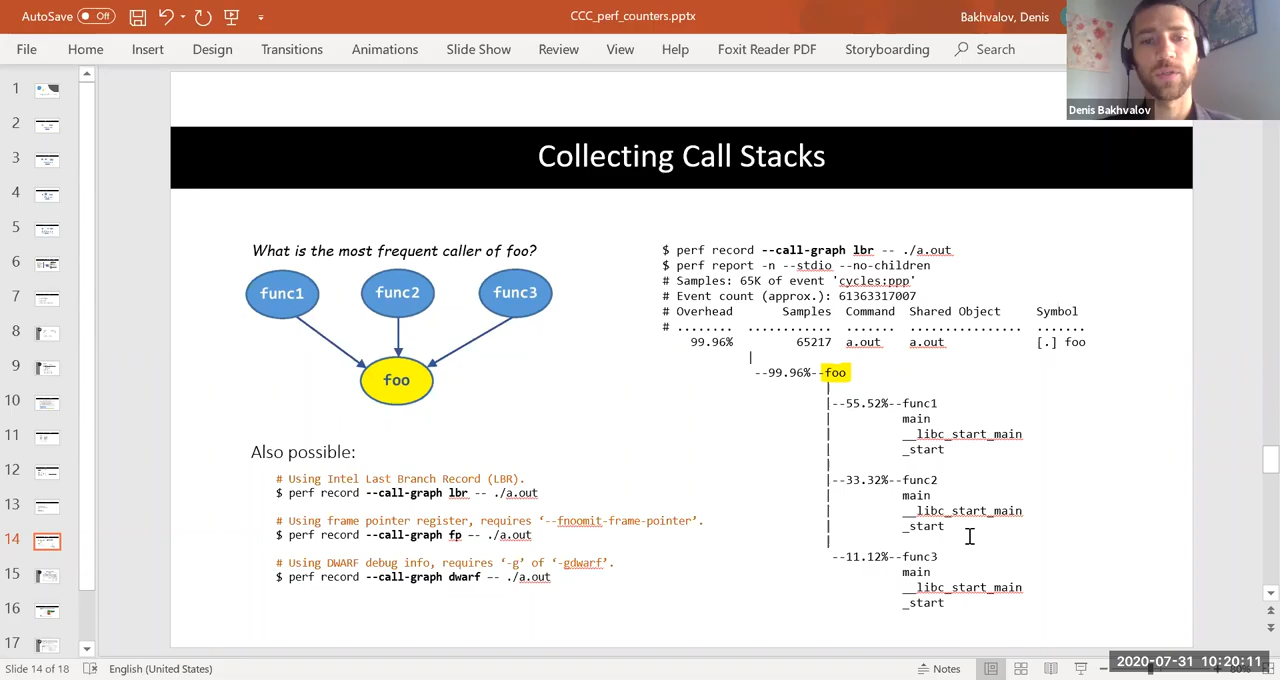 AutoSave Off CCC_perf_counters.pptx Bakhvalov, Denis
File Home Insert Design Transitions Animations Slide Show Review View Help Foxit Reader PDF Storyboarding Search
Denis Bakhvalov
1
2
3
4
5
6
7
8
9
10
11
12
13
14
15
16
17
Collecting Call Stacks
What is the most frequent caller of foo?
func1 func2 func3
foo
Also possible:
# Using Intel Last Branch Record (LBR).
$ perf record --call-graph lbr -- ./a.out
# Using frame pointer register, requires ‘--fnoomit-frame-pointer’.
$ perf record --call-graph fp -- ./a.out
# Using DWARF debug info, requires ‘-g’ of ‘-gdwarf’.
$ perf record --call-graph dwarf -- ./a.out
$ perf record --call-graph lbr -- ./a.out
$ perf report -n --stdio --no-children
# Samples: 65K of event 'cycles:ppp'
# Event count (approx.): 61363317007
# Overhead Samples Command Shared Object Symbol
# ........ ............ ....... ................ .......
99.96% 65217 a.out a.out [.] foo
|
--99.96%--foo
|
|--55.52%--func1
| main
| __libc_start_main
| _start
|
|--33.32%--func2
| main
| __libc_start_main
| _start
|
--11.12%--func3
main
__libc_start_main
_start
Slide 14 of 18 English (United States) Notes
2020-07-31 10:20:11